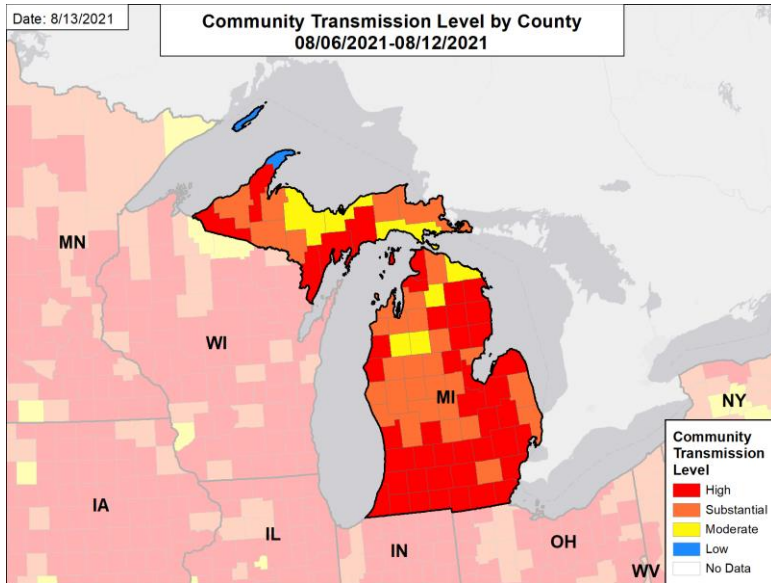 Date: 8/13/2021
Community Transmission Level by County
08/06/2021-08/12/2021
MN
WI
MI
NY
IA
IL
IN
OH
WV
Community
Transmission
Level
High
Substantial
Moderate
Low
No Data